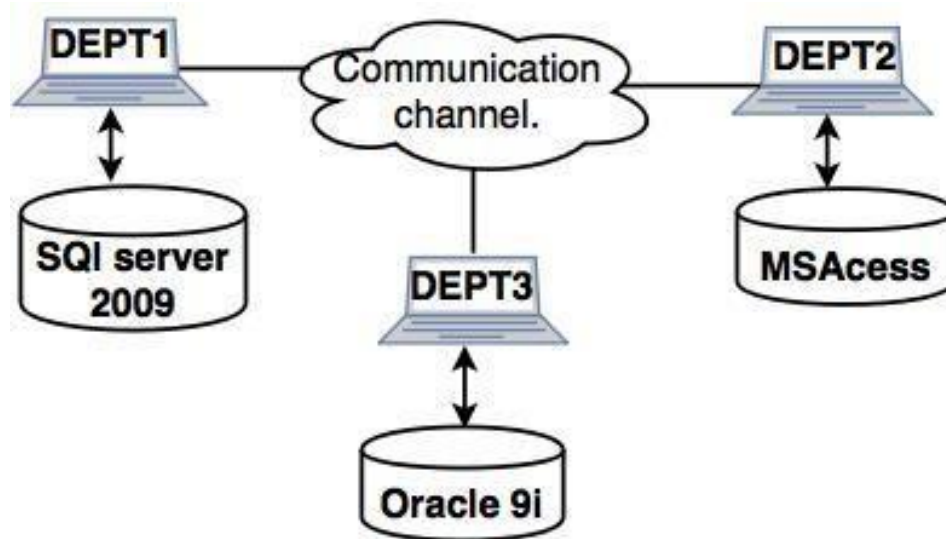 DEPT1
Communication
channel.
DEPT2
SQl server
2009
DEPT3
MSAcess
Oracle 9i